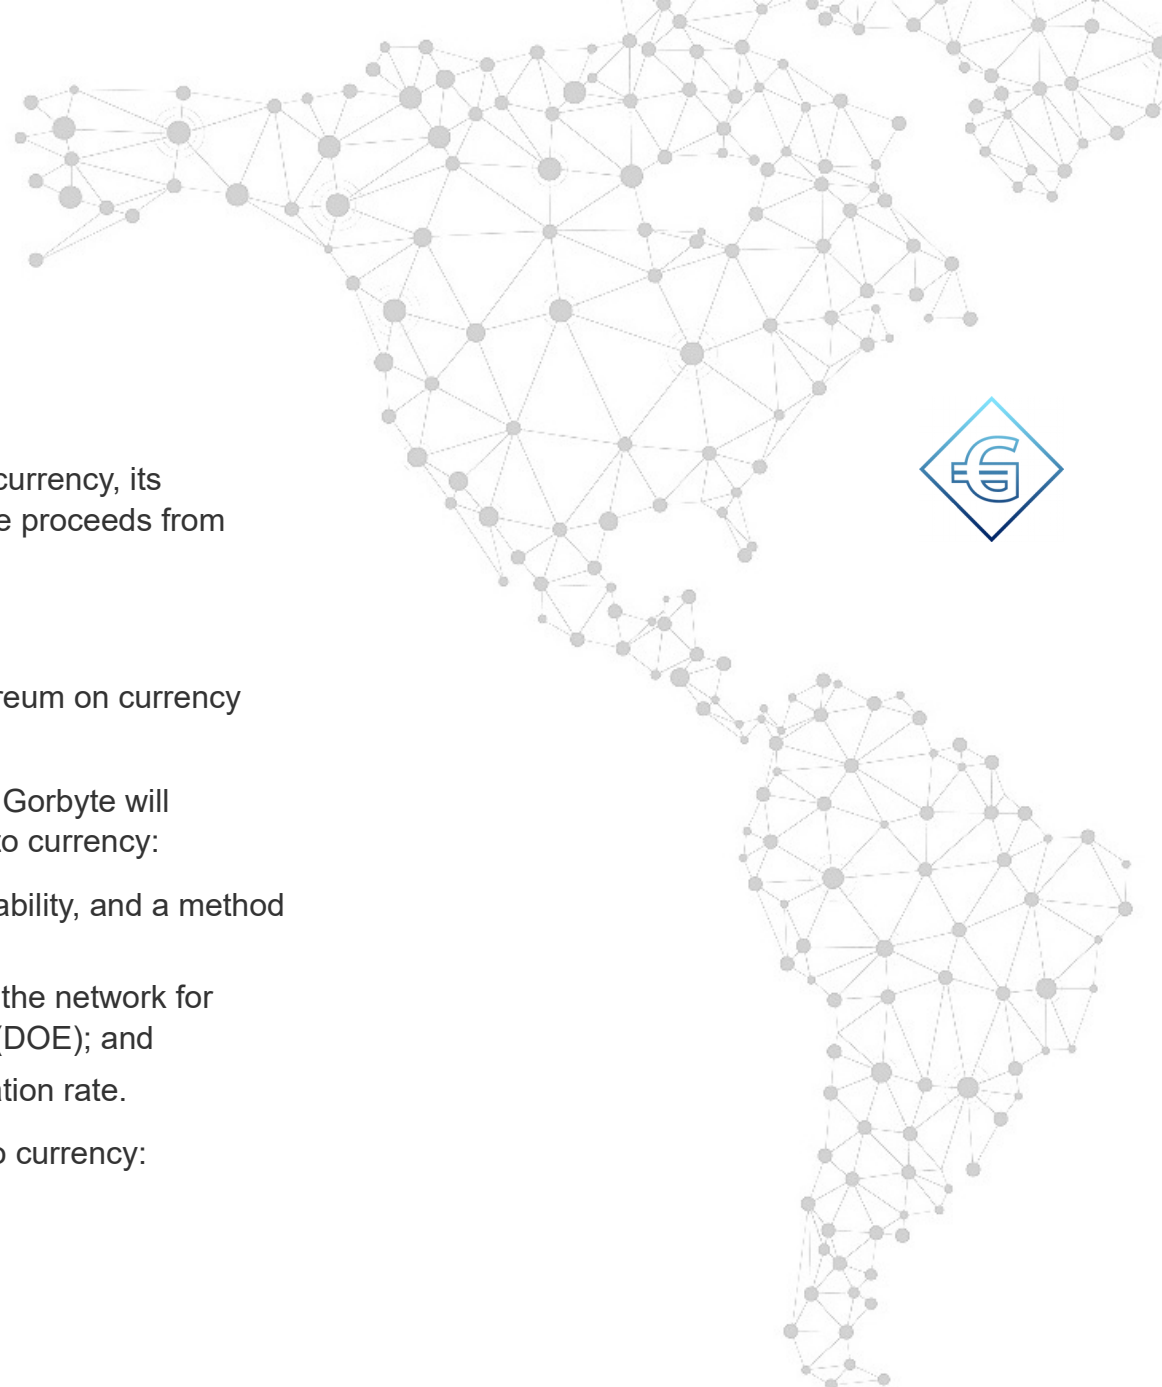 currency, its
e proceeds from
reum on currency
Gorbyte will
to currency:
ability, and a method
the network for
(DOE); and
ation rate.
o currency: